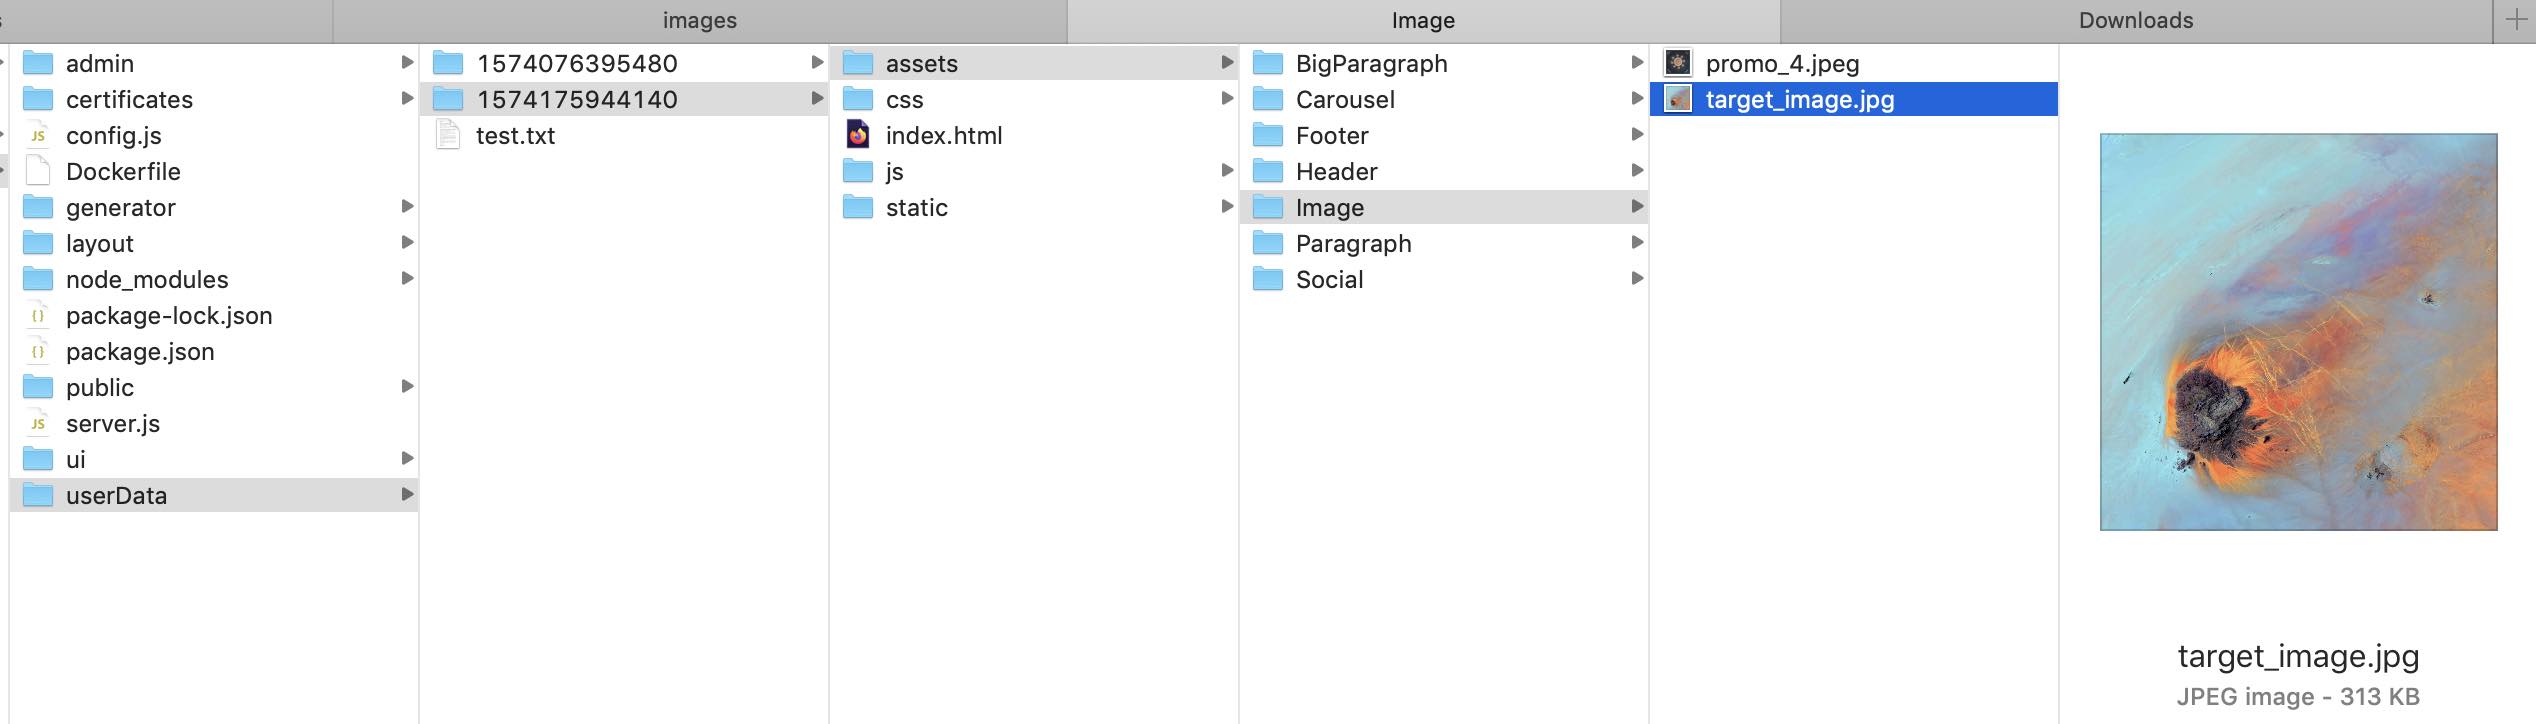 images
Image
Downloads
admin
certificates
config.js
Dockerfile
generator
layout
node_modules
package-lock.json
package.json
public
server.js
ui
userData
1574076395480
1574175944140
test.txt
assets
css
index.html
js
static
BigParagraph
Carousel
Footer
Header
Image
Paragraph
Social
promo_4.jpeg
target_image.jpg
target_image.jpg
JPEG image - 313 KB